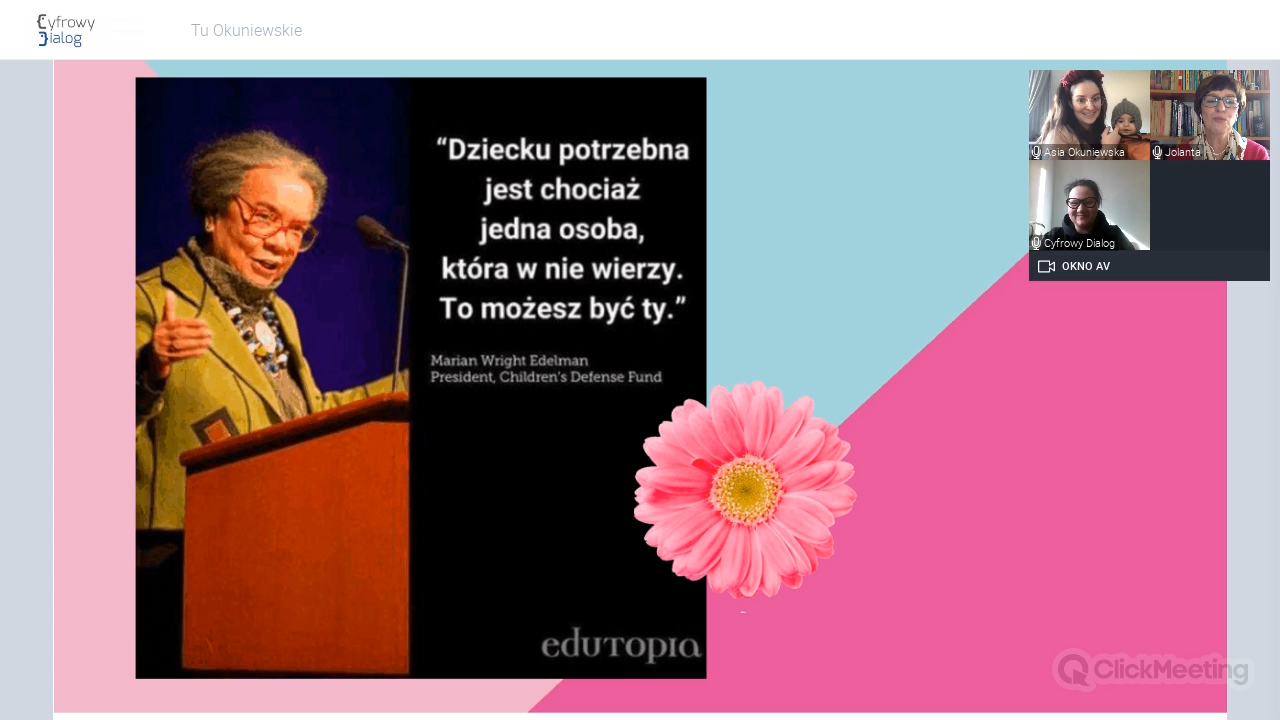 Cyfrowy
Dialog
Tu Okuniewskie
“Dziecku potrzebna
jest chociaż
jedna osoba,
która w nie wierzy.
To możesz być ty.”
Marian Wright Edelman
President, Children's Defense Fund
edutopia
Asia Okuniewska
Jolanta
Cyfrowy Dialog
OKNO AV
ClickMeeting